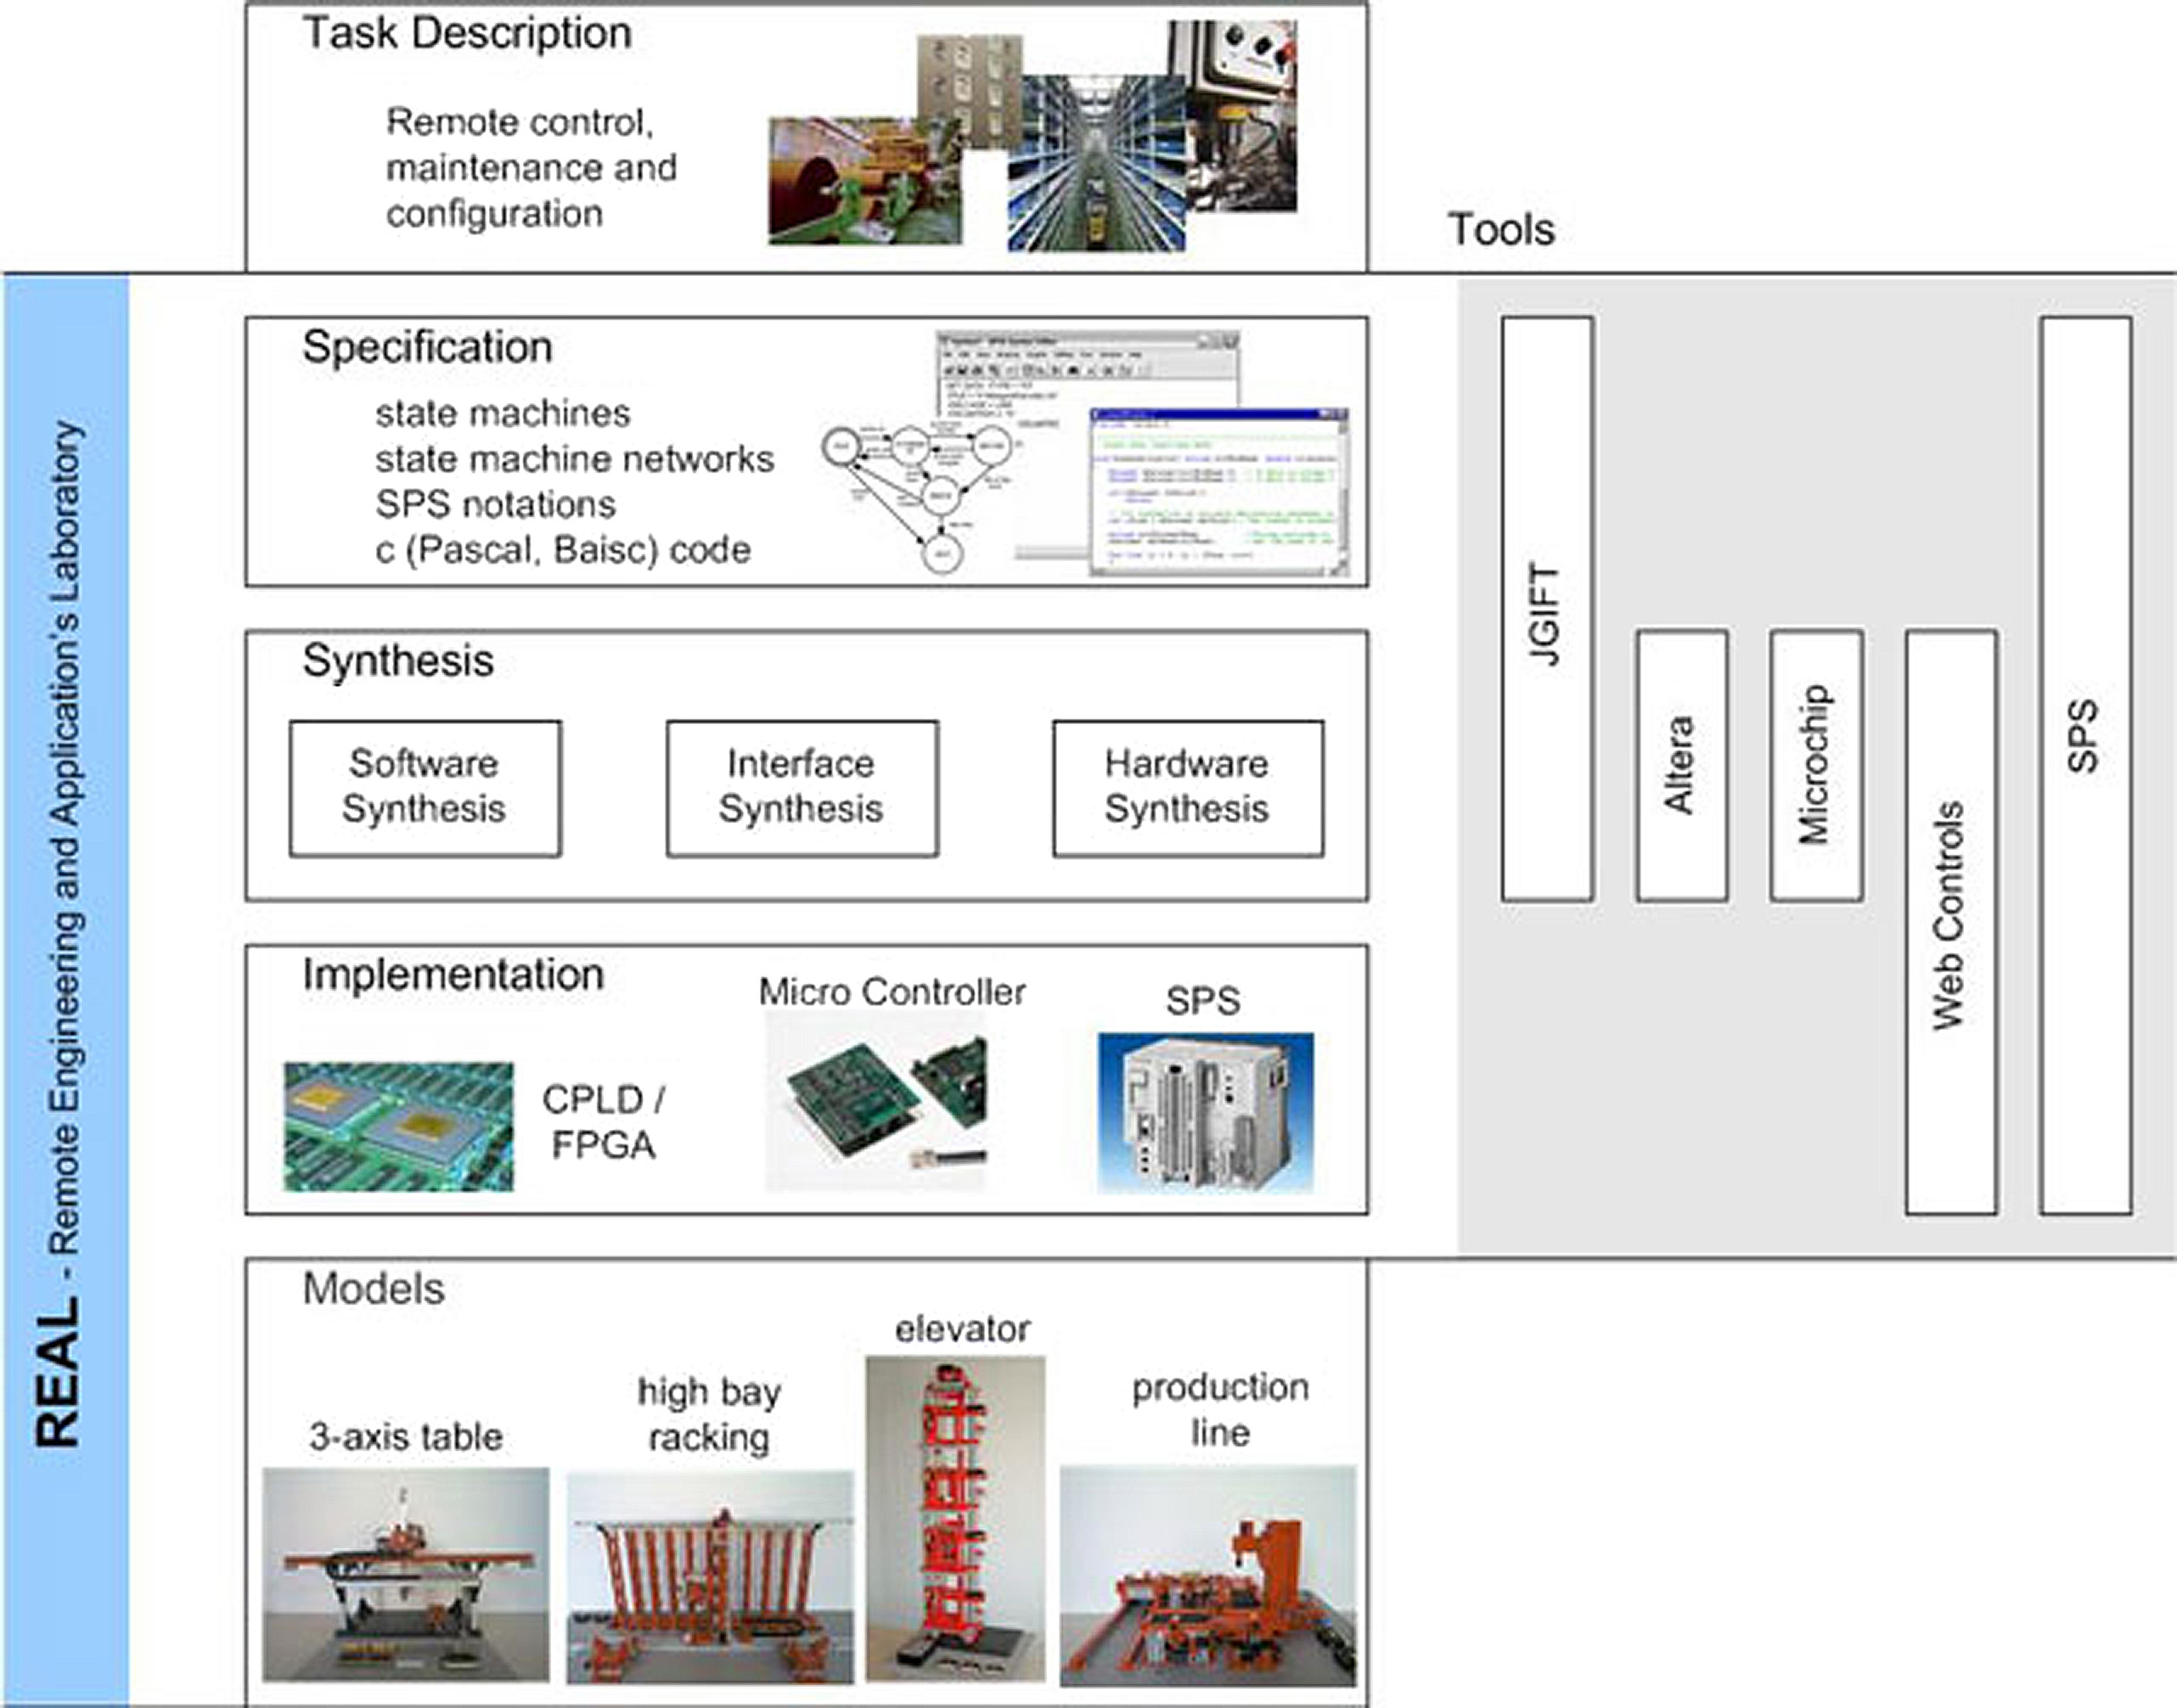 Task Description
Remote control,
maintenance and
configuration
Tools
REAL - Remote Engineering and Application's Laboratory
Specification
state machines
state machine networks
SPS notations
c (Pascal, Baisc) code
Synthesis
Software
Synthesis
Interface
Synthesis
Hardware
Synthesis
Implementation
CPLD /
FPGA
Micro Controller
SPS
JGIFT
Altera
Microchip
Web Controls
SPS
Models
3-axis table
high bay
racking
elevator
production
line